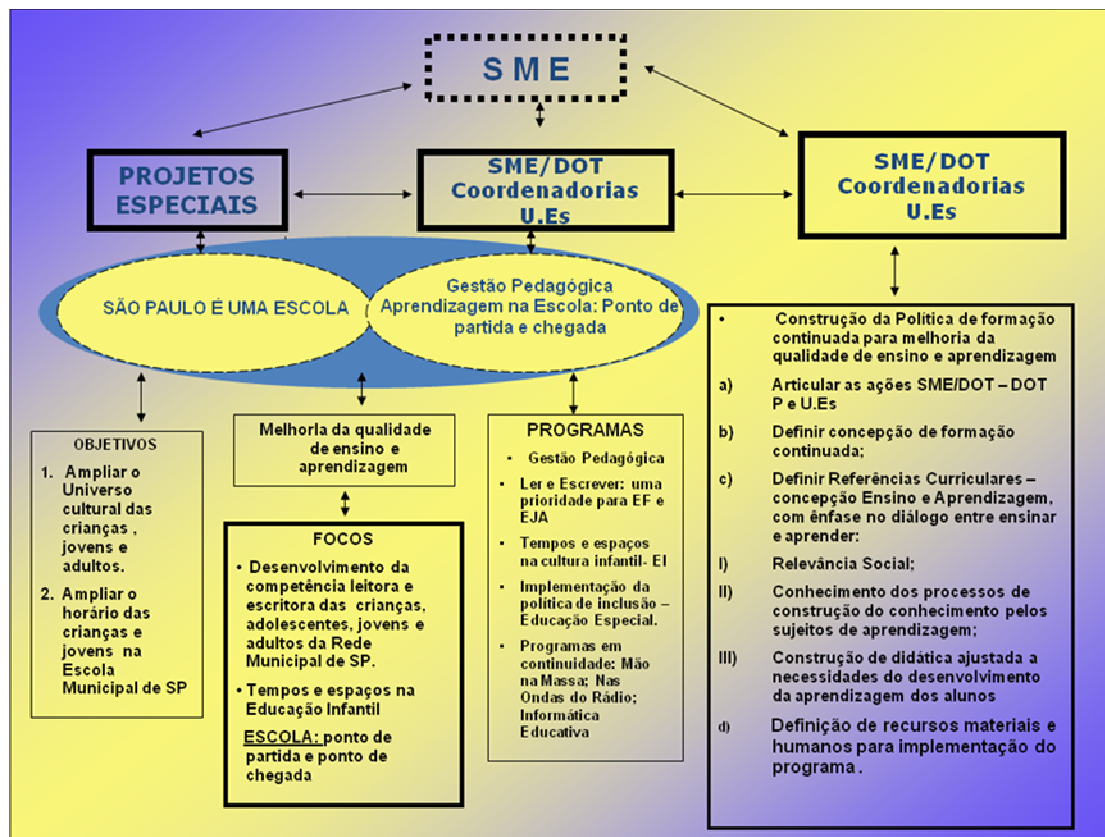 S M E
PROJETOS
ESPECIAIS
SME/DOT
Coordenadorias
U.Es
SME/DOT
Coordenadorias
U.Es
SÃO PAULO É UMA ESCOLA
Gestão Pedagógica
Aprendizagem na Escola: Ponto de
partida e chegada
OBJETIVOS
1. Ampliar o
Universo
cultural das
crianças ,
jovens e
adultos.
2. Ampliar o
horário das
crianças e
jovens na
Escola
Municipal de SP
Melhoria da qualidade
de ensino e
aprendizagem
FOCOS
• Desenvolvimento da
competência leitora e
escritora das crianças,
adolescentes, jovens e
adultos da Rede
Municipal de SP.
• Tempos e espaços na
Educação Infantil
ESCOLA: ponto de
partida e ponto de
chegada
PROGRAMAS
• Gestão Pedagógica
• Ler e Escrever: uma
prioridade para EF e
EJA
• Tempos e espaços
na cultura infantil- EI
• Implementação da
política de inclusão –
Educação Especial.
• Programas em
continuidade: Mão
na Massa; Nas
Ondas do Rádio;
Informática
Educativa
• Construção da Política de formação
continuada para melhoria da
qualidade de ensino e aprendizagem
a) Articular as ações SME/DOT – DOT
P e U.Es
b) Definir concepção de formação
continuada;
c) Definir Referências Curriculares –
concepção Ensino e Aprendizagem,
com ênfase no diálogo entre ensinar
e aprender:
I) Relevância Social;
II) Conhecimento dos processos de
construção do conhecimento pelos
sujeitos de aprendizagem;
III) Construção de didática ajustada a
necessidades do desenvolvimento
da aprendizagem dos alunos
d) Definição de recursos materiais e
humanos para implementação do
programa .